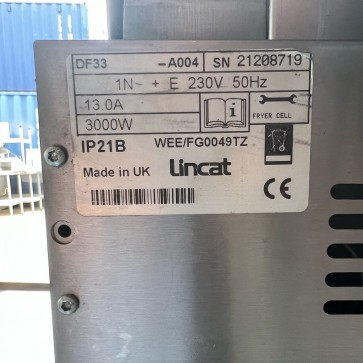 DF33 -A004 SN 21208719
1N~ + E 230V 50Hz
13.0A
3000W
FRYER CELL
IP21B WEE/FG0049TZ
Made in UK Lincat CE